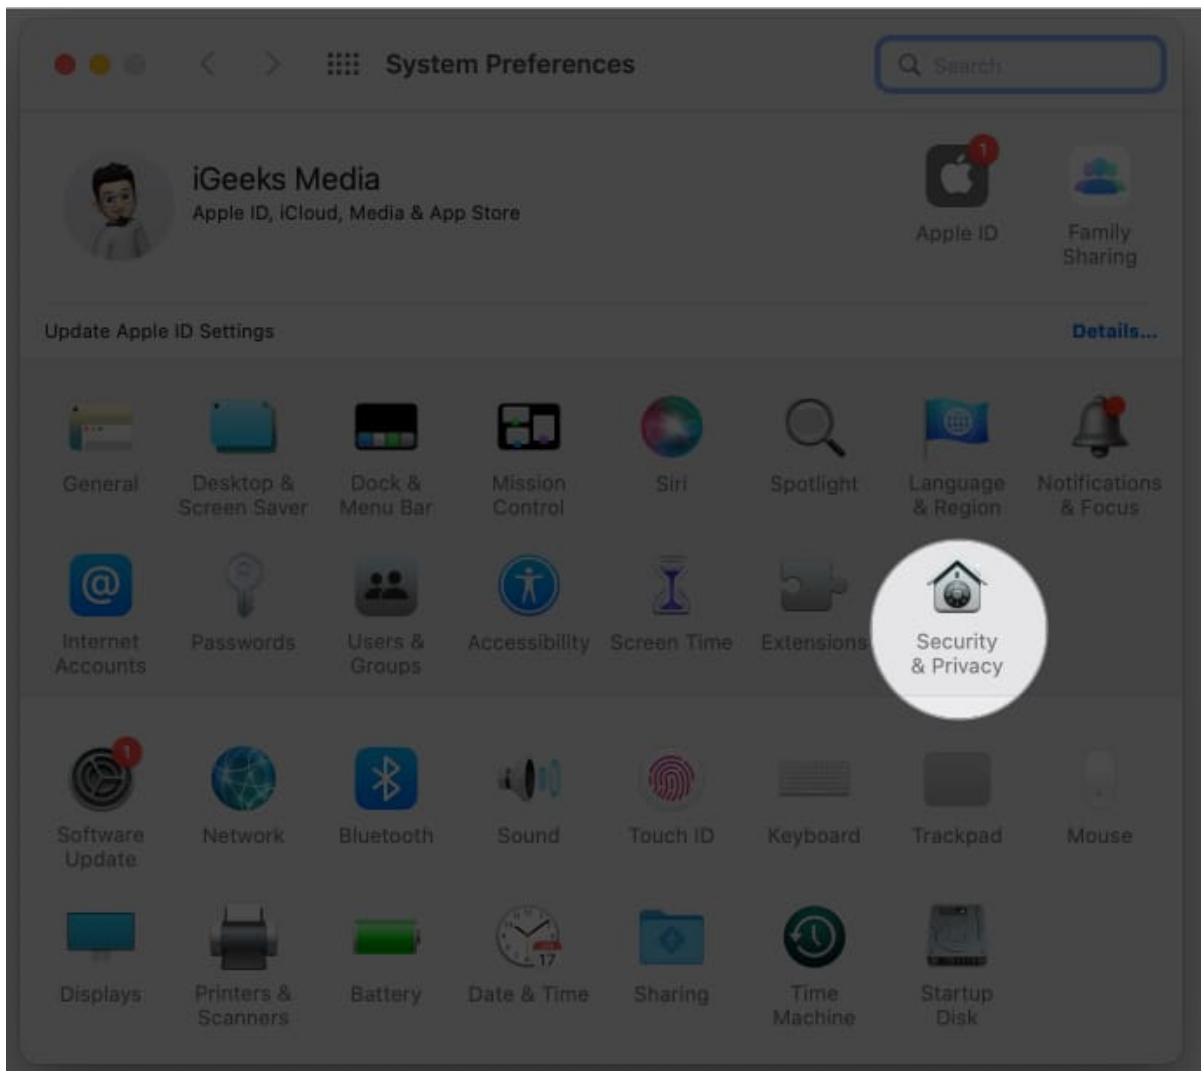 System Preferences
Search
iGeeks Media
Apple ID, iCloud, Media & App Store
1
Apple ID
Family
Sharing
Update Apple ID Settings
Details...
General
Desktop &
Screen Saver
Dock &
Menu Bar
Mission
Control
Siri
Spotlight
Language
& Region
Notifications
& Focus
Internet
Accounts
Passwords
Users &
Groups
Accessibility
Screen Time
Extensions
Security
& Privacy
1
Software
Update
Network
Bluetooth
Sound
Touch ID
Keyboard
Trackpad
Mouse
Displays
Printers &
Scanners
Battery
17
Date & Time
Sharing
Time
Machine
Startup
Disk